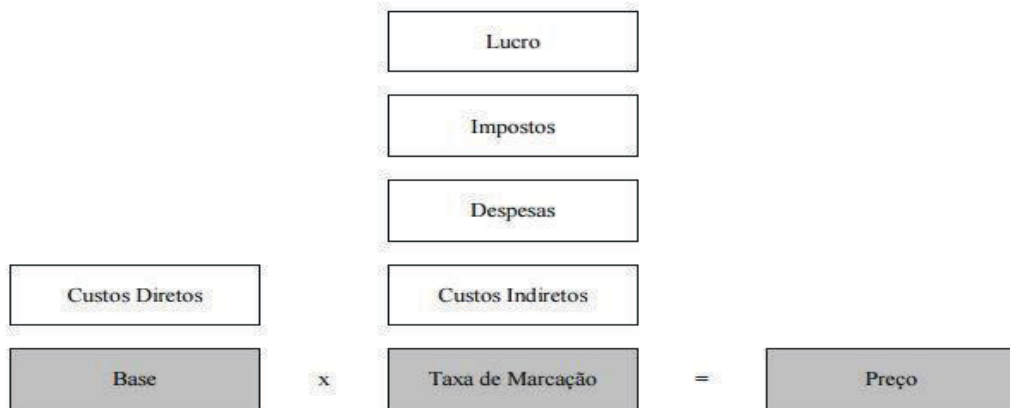 Lucro
Impostos
Despesas
Custos Diretos
Custos Indiretos
Base x Taxa de Marcação = Preço